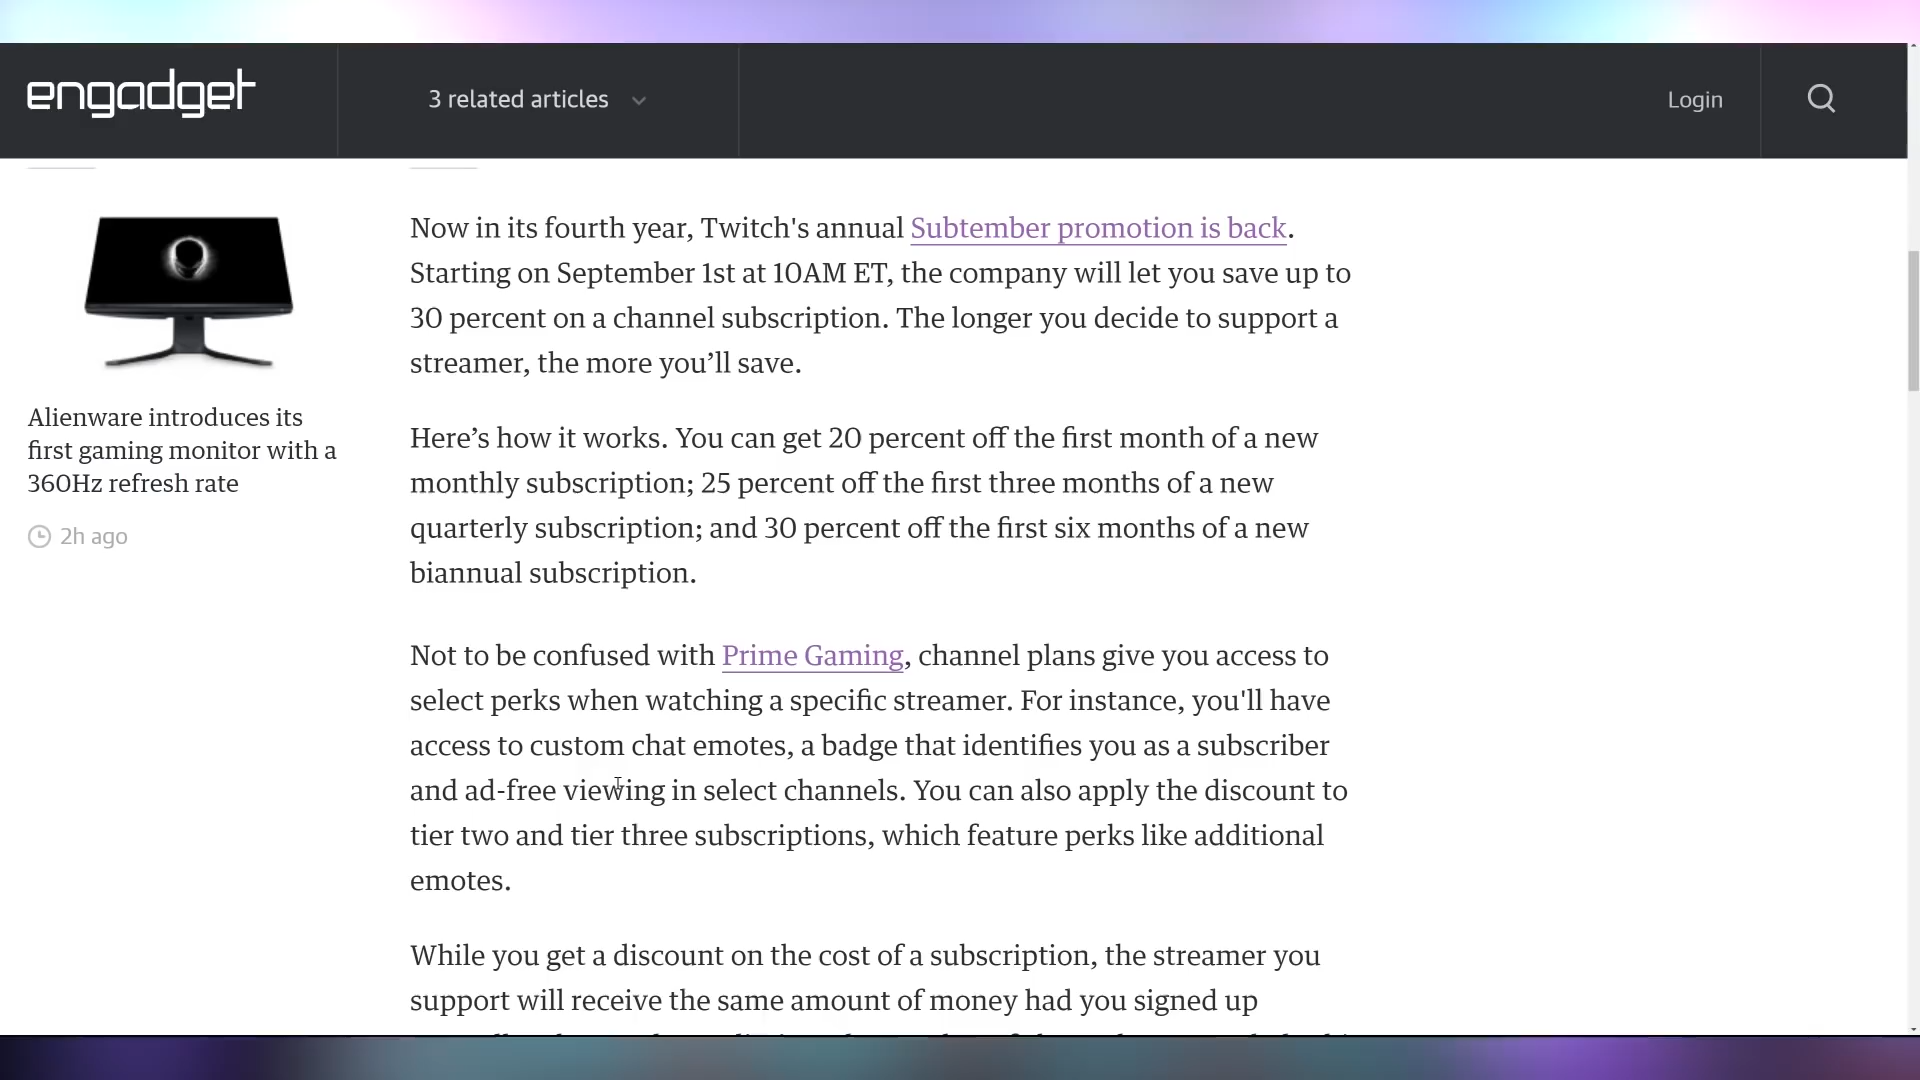 engadget
3 related articles
Login
Alienware introduces its
first gaming monitor with a
360Hz refresh rate
2h ago
Now in its fourth year, Twitch's annual Subtember promotion is back.
Starting on September 1st at 10AM ET, the company will let you save up to
30 percent on a channel subscription. The longer you decide to support a
streamer, the more you’ll save.
Here’s how it works. You can get 20 percent off the first month of a new
monthly subscription; 25 percent off the first three months of a new
quarterly subscription; and 30 percent off the first six months of a new
biannual subscription.
Not to be confused with Prime Gaming, channel plans give you access to
select perks when watching a specific streamer. For instance, you'll have
access to custom chat emotes, a badge that identifies you as a subscriber
and ad-free viewing in select channels. You can also apply the discount to
tier two and tier three subscriptions, which feature perks like additional
emotes.
While you get a discount on the cost of a subscription, the streamer you
support will receive the same amount of money had you signed up